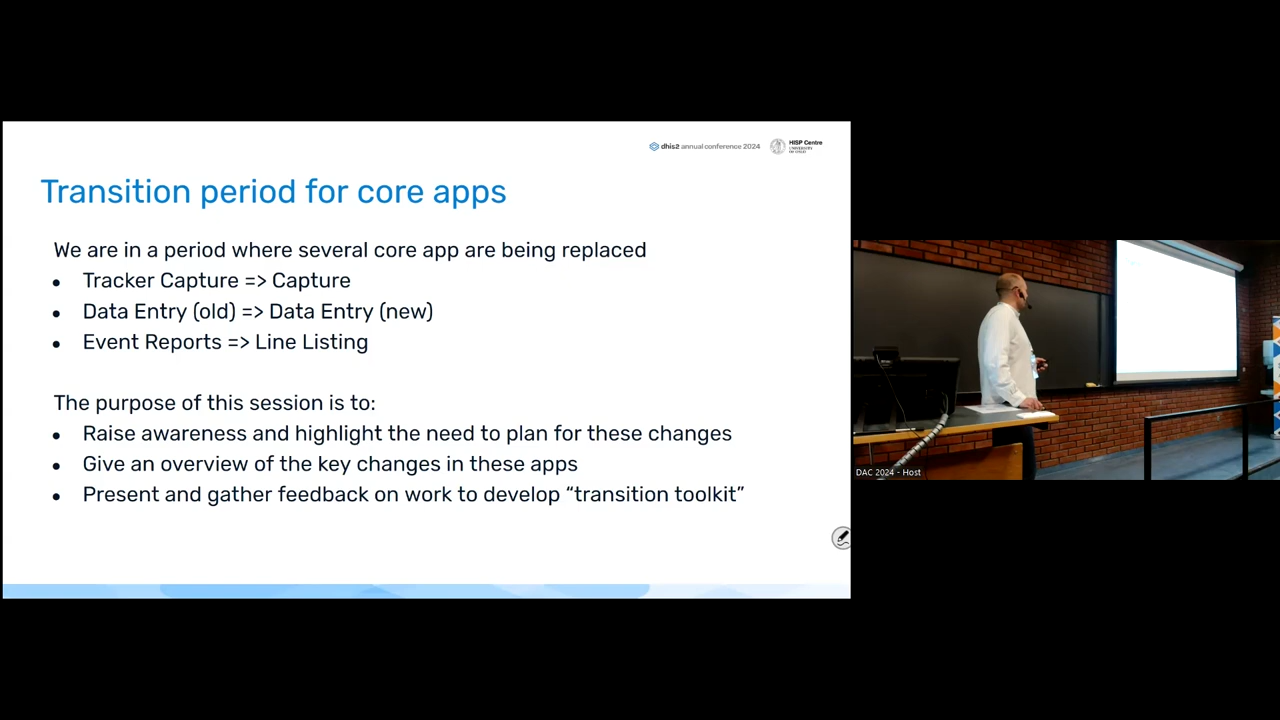 dhis2 annual conference 2024
HISP Centre
UNIVERSITY
OF OSLO
Transition period for core apps
We are in a period where several core app are being replaced
• Tracker Capture => Capture
• Data Entry (old) => Data Entry (new)
• Event Reports => Line Listing
The purpose of this session is to:
• Raise awareness and highlight the need to plan for these changes
• Give an overview of the key changes in these apps
• Present and gather feedback on work to develop “transition toolkit”
DAC 2024 - Host